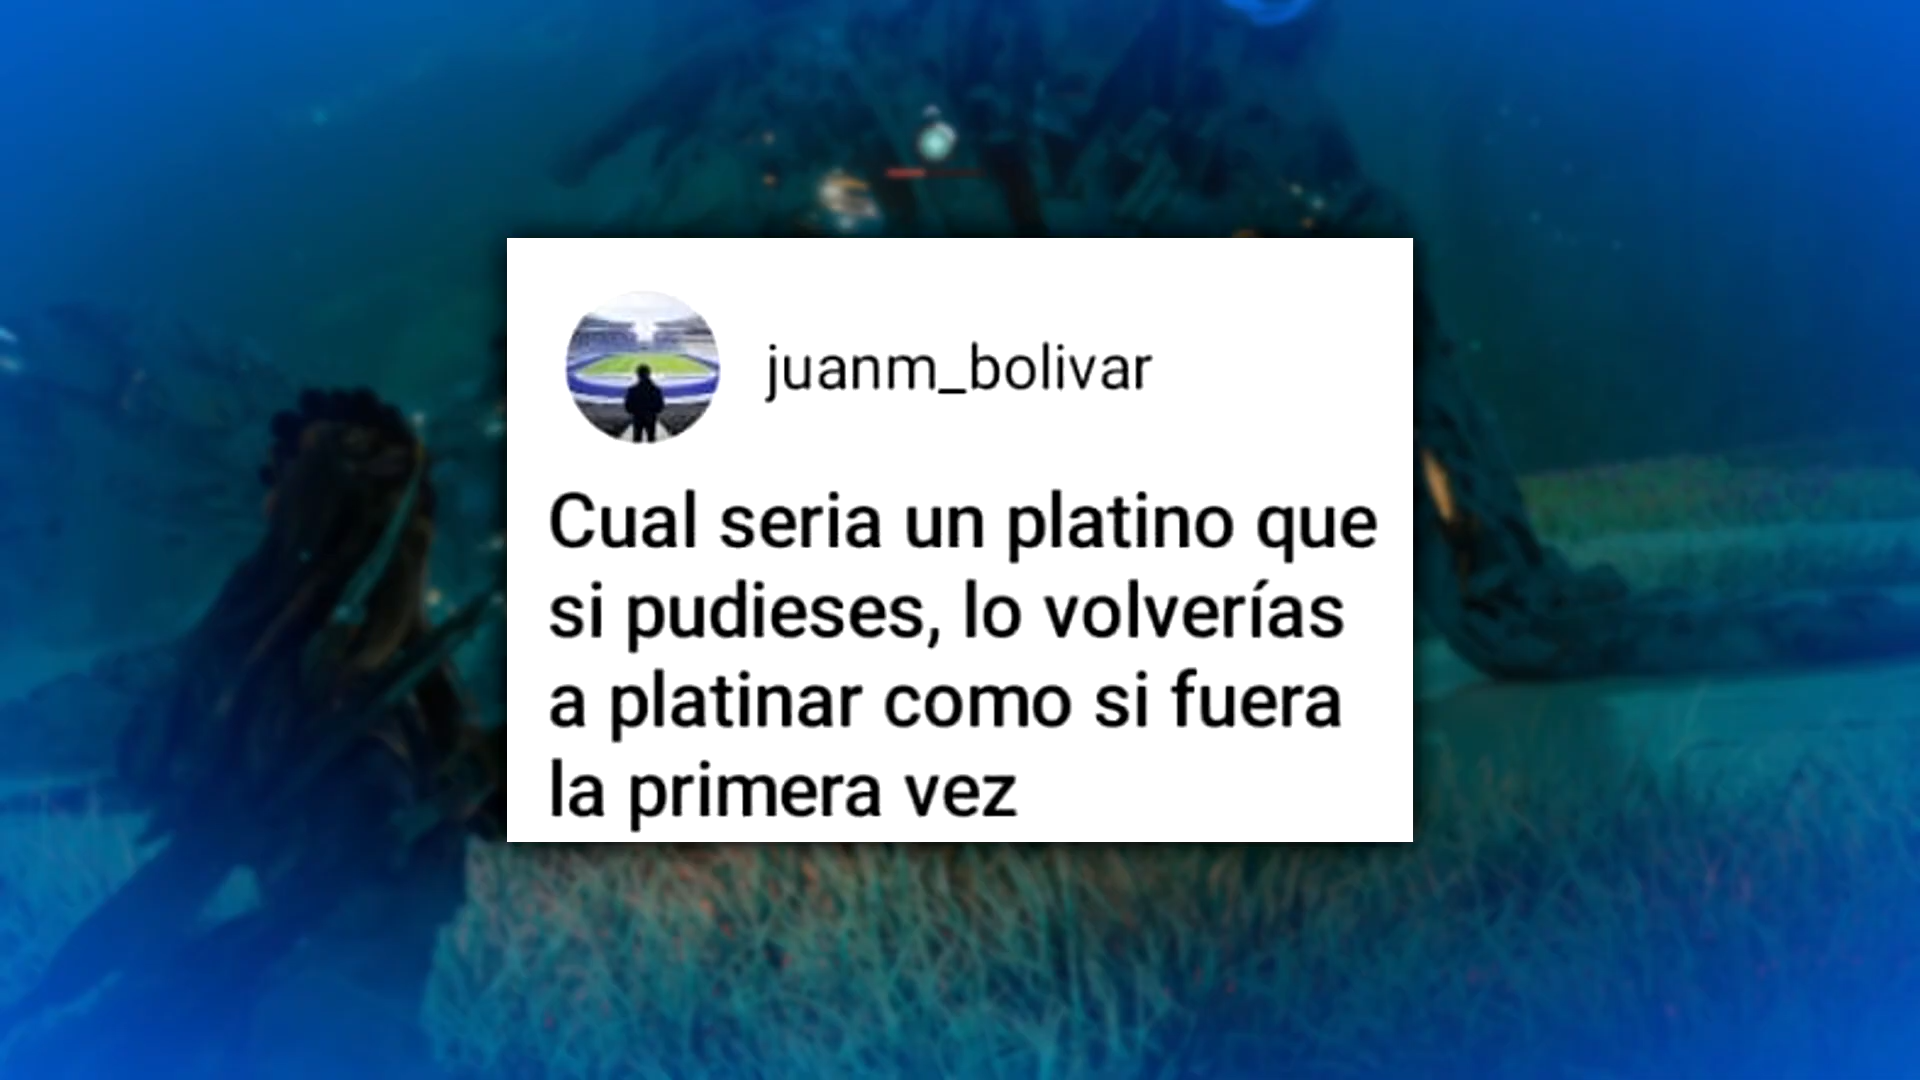 juanm_bolivar
Cual seria un platino que
si pudieses, lo volverías
a platinar como si fuera
la primera vez